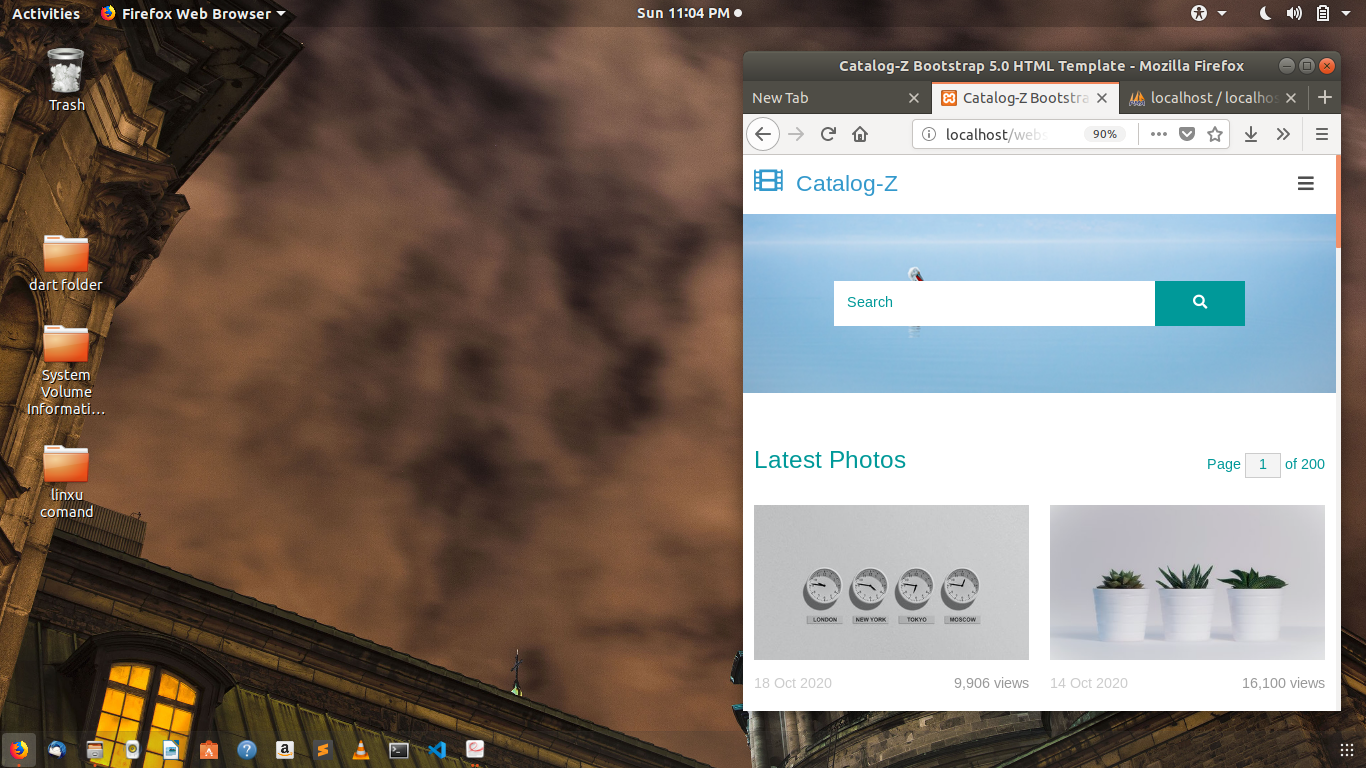 Activities
Firefox Web Browser
Sun 11:04 PM
Trash
dart folder
System
Volume
Informati…
linxu
comand
Catalog-Z Bootstrap 5.0 HTML Template - Mozilla Firefox
New Tab
Catalog-Z Bootstra
localhost / localhos
localhost/webs
90%
Catalog-Z
Search
Latest Photos
Page 1 of 200
LONDON NEW YORK TOKYO MOSCOW
18 Oct 2020 9,906 views
14 Oct 2020 16,100 views